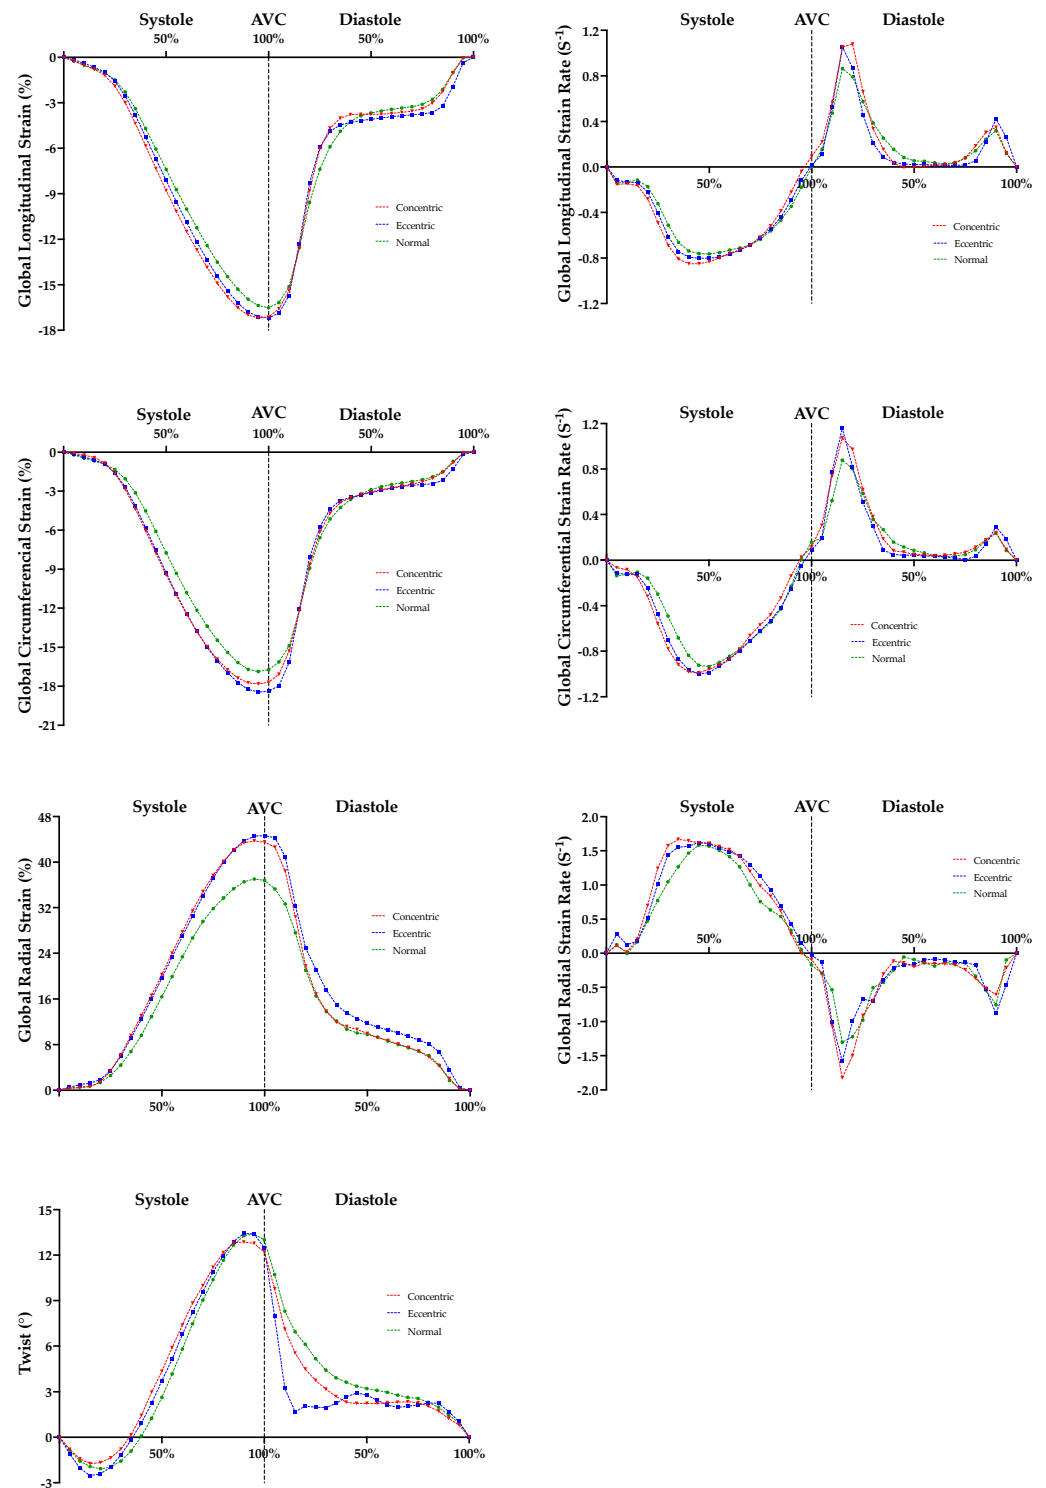 Systole AVC Diastole
50% 100% 50% 100%
0
-3
-6
-9
-12
-15
-18
Global Longitudinal Strain (%)
Concentric
Eccentric
Normal
Systole AVC Diastole
1.2
0.8
0.4
0.0
-0.4
-0.8
-1.2
50% 100% 50% 100%
Global Longitudinal Strain Rate (S-1)
Concentric
Eccentric
Normal
Systole AVC Diastole
50% 100% 50% 100%
0
-3
-6
-9
-12
-15
-18
-21
Global Circumferencial Strain (%)
Concentric
Eccentric
Normal
Systole AVC Diastole
1.2
0.8
0.4
0.0
-0.4
-0.8
-1.2
50% 100% 50% 100%
Global Circumferential Strain Rate (S-1)
Concentric
Eccentric
Normal
Systole AVC Diastole
48
40
32
24
16
8
0
50% 100% 50% 100%
Global Radial Strain (%)
Concentric
Eccentric
Normal
Systole AVC Diastole
2.0
1.5
1.0
0.5
0.0
-0.5
-1.0
-1.5
-2.0
50% 100% 50% 100%
Global Radial Strain Rate (S-1)
Concentric
Eccentric
Normal
Systole AVC Diastole
15
12
9
6
3
0
-3
50% 100% 50% 100%
Twist (°)
Concentric
Eccentric
Normal